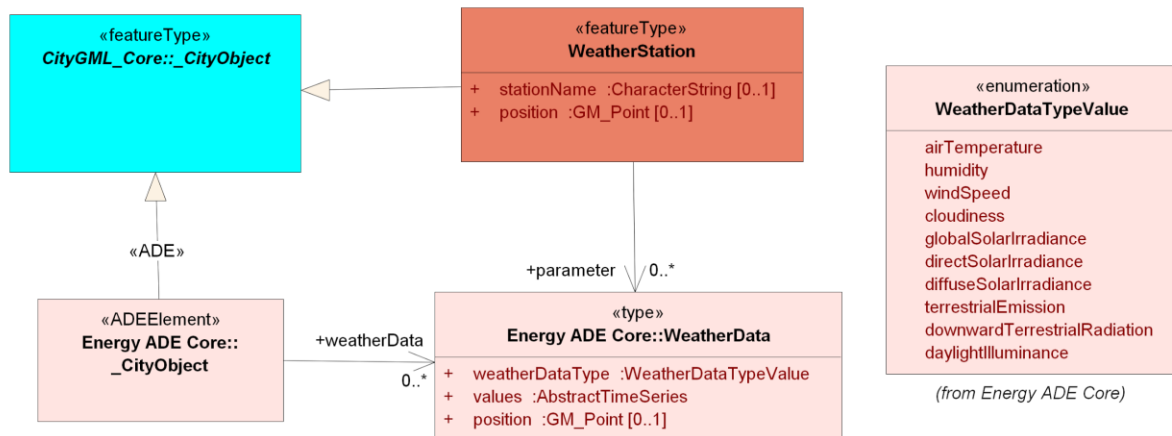 «featureType»
CityGML_Core::_CityObject
«featureType»
WeatherStation
+ stationName :CharacterString [0..1]
+ position :GM_Point [0..1]
«enumeration»
WeatherDataTypeValue
airTemperature
humidity
windSpeed
cloudiness
globalSolarIrradiance
directSolarIrradiance
diffuseSolarIrradiance
terrestrialEmission
downwardTerrestrialRadiation
daylightIlluminance
(from Energy ADE Core)
«ADE»
+parameter 0..*
«ADEElement»
Energy ADE Core::
_CityObject
+weatherData
0..*
«type»
Energy ADE Core::WeatherData
+ weatherDataType :WeatherDataTypeValue
+ values :AbstractTimeSeries
+ position :GM_Point [0..1]